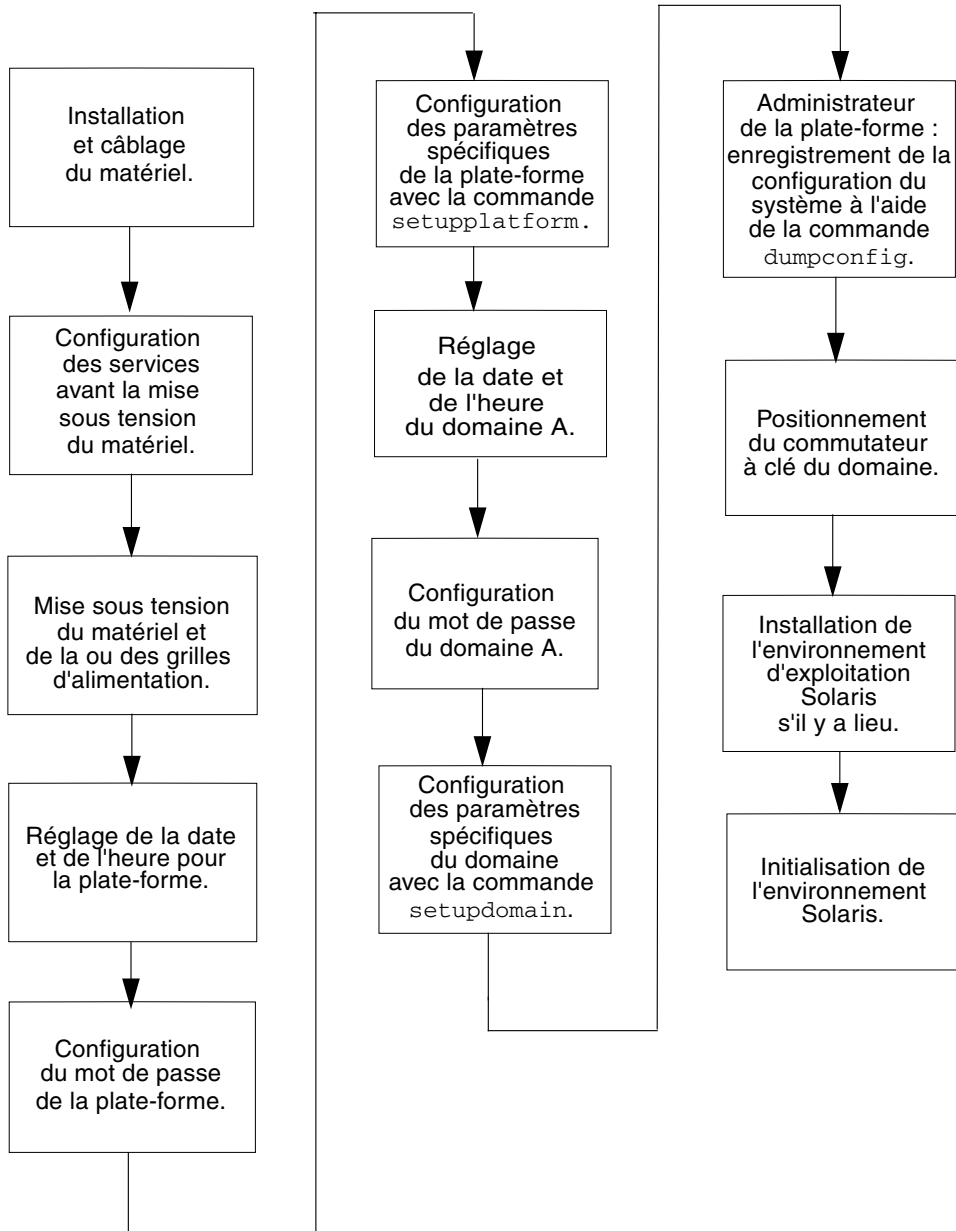 Installation
et câblage
du matériel.
Configuration
des services
avant la mise
sous tension
du matériel.
Mise sous tension
du matériel et
de la ou des grilles
d'alimentation.
Réglage de la date
et de l'heure pour
la plate-forme.
Configuration
du mot de passe
de la plate-forme.
Configuration
des paramètres
spécifiques
de la plate-forme
avec la commande
setupplatform.
Réglage
de la date et
de l'heure
du domaine A.
Configuration
du mot de passe
du domaine A.
Configuration
des paramètres
spécifiques
du domaine
avec la commande
setupdomain.
Administrateur
de la plate-forme :
enregistrement de la
configuration du
système à l'aide
de la commande
dumpconfig.
Positionnement
du commutateur
à clé du domaine.
Installation de
l'environnement
d'exploitation
Solaris
s'il y a lieu.
Initialisation de
l'environnement
Solaris.